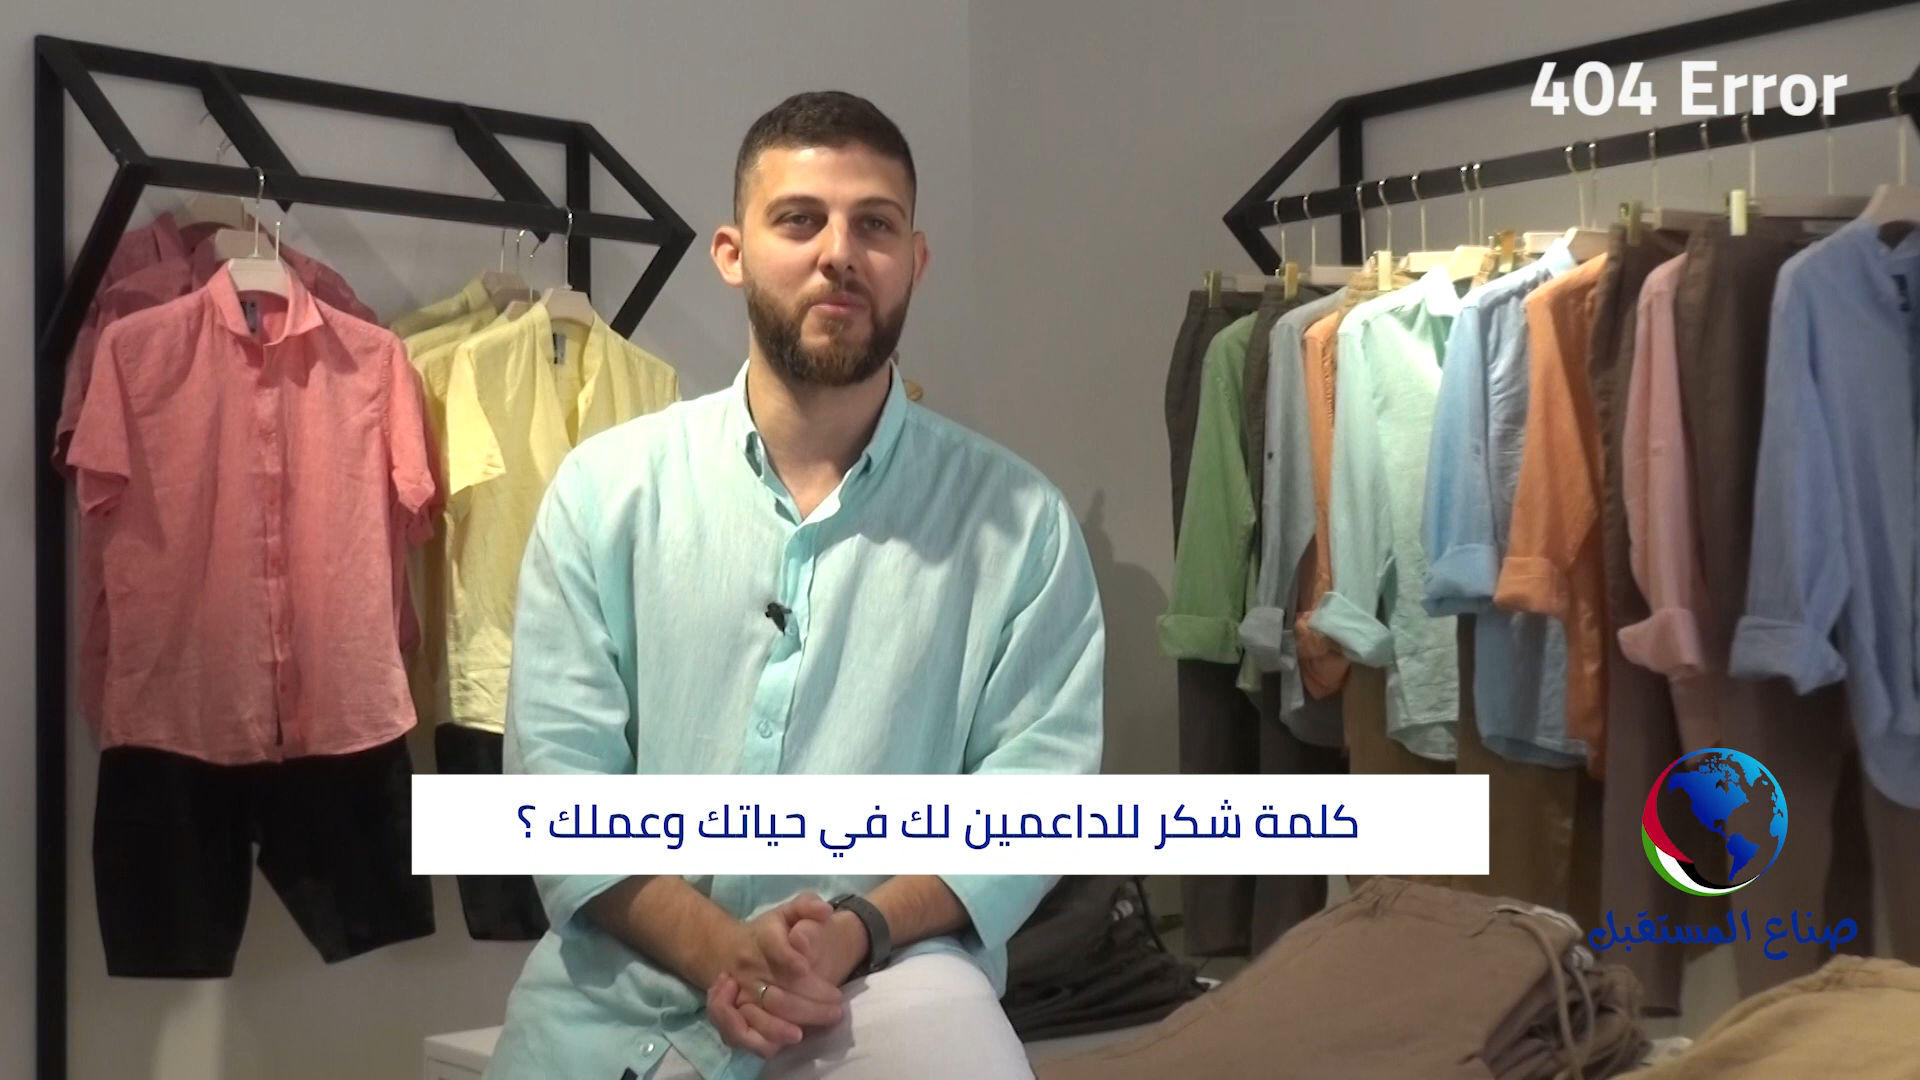 404 Error
كلمة شكر للداعمين لك في حياتك وعملك ؟
صناع المستقبل